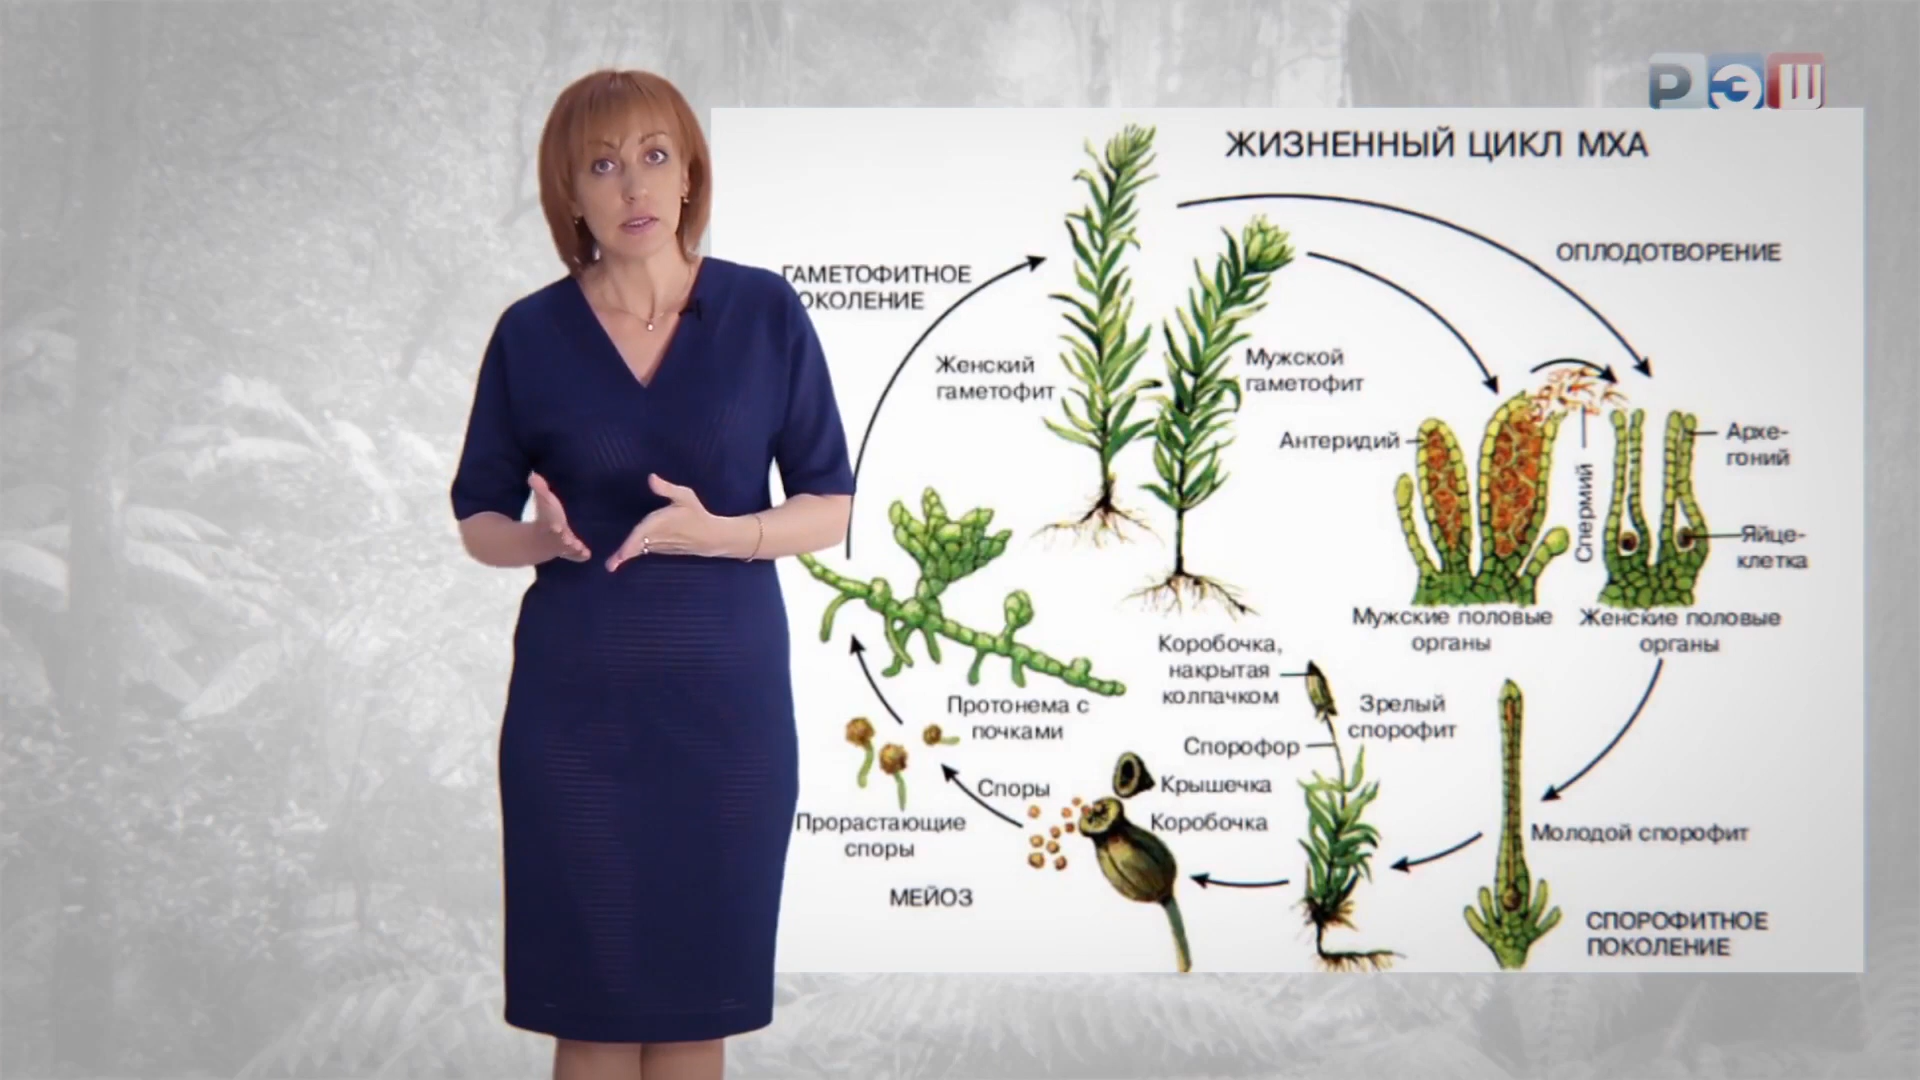 РЭШ
ЖИЗНЕННЫЙ ЦИКЛ МХА
ГАМЕТОФИТНОЕ
ОКОЛЕНИЕ
ОПЛОДОТВОРЕНИЕ
Женский
гаметофит
Мужской
гаметофит
Антеридий
Спермий
Архе-
гоний
Яйце-
клетка
Мужские половые
органы
Женские половые
органы
Коробочка,
накрытая
колпачком
Зрелый
спорофит
Спорофор
Протонема с
почками
Споры
Крышечка
Коробочка
Прорастающие
споры
Молодой спорофит
МЕЙОЗ
СПОРОФИТНОЕ
ПОКОЛЕНИЕ